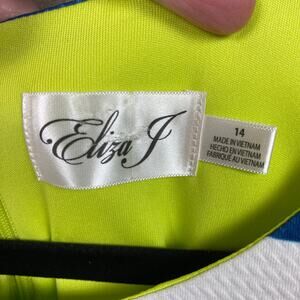 Eliza J
14
MADE IN VIETNAM
HECHO EN VIETNAM
FABRIQUÉ AU VIETNAM